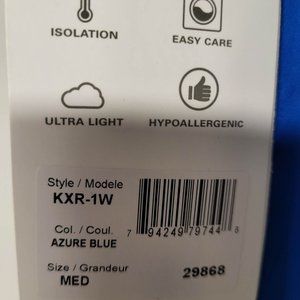 ISOLATION
EASY CARE
ULTRA LIGHT
HYPOALLERGENIC
Style / Modele
KXR-1W
Col. / Coul.
AZURE BLUE
7 94249 79744 6
Size / Grandeur
MED
29868